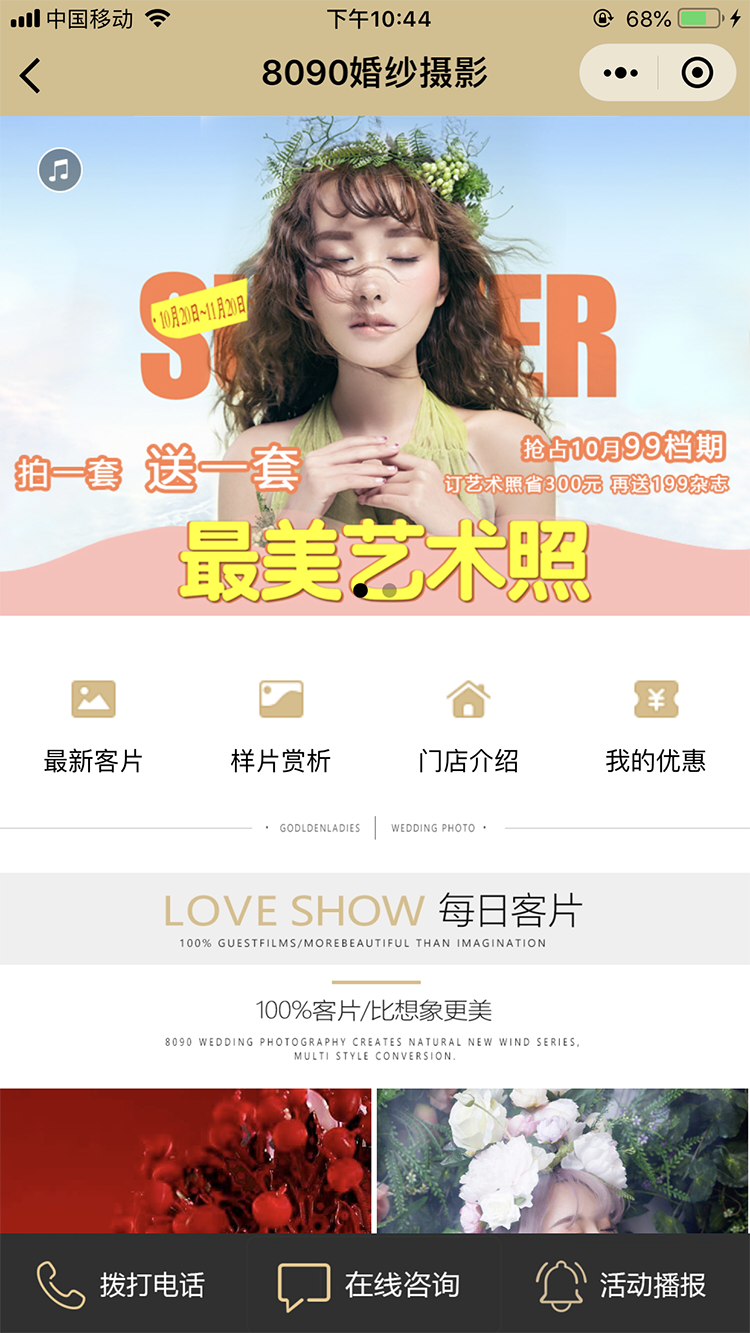 中国移动 下午10:44 68%
8090婚纱摄影
10月20日~11月20日
拍一套 送一套
抢占10月99档期
订艺术照省300元 再送199杂志
最美艺术照
最新客片 样片赏析 门店介绍 我的优惠
· GODLDENLADIES | WEDDING PHOTO ·
LOVE SHOW 每日客片
100% GUESTFILMS/MOREBEAUTIFUL THAN IMAGINATION
100%客片/比想象更美
8090 WEDDING PHOTOGRAPHY CREATES NATURAL NEW WIND SERIES,
MULTI STYLE CONVERSION.
拨打电话 在线咨询 活动播报